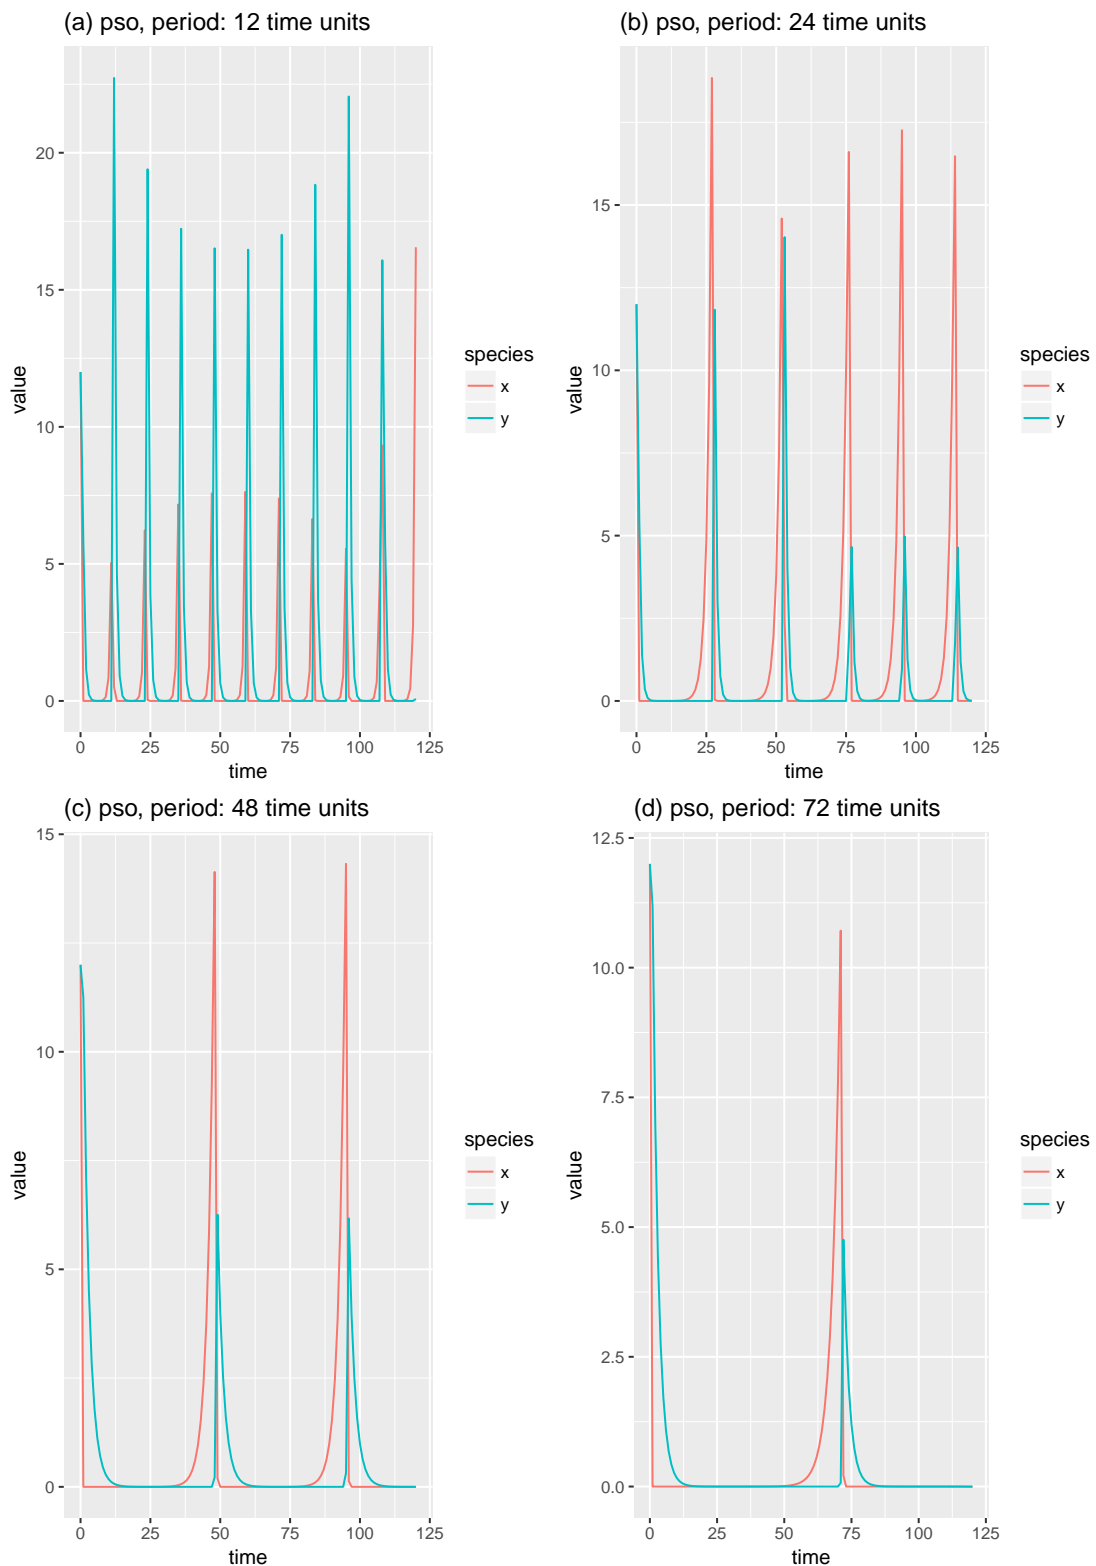 (a) pso, period: 12 time units
20
15
10
5
0
0 25 50 75 100 125
value
time
species
x
y
(b) pso, period: 24 time units
15
10
5
0
0 25 50 75 100 125
value
time
species
x
y
(c) pso, period: 48 time units
15
10
5
0
0 25 50 75 100 125
value
time
species
x
y
(d) pso, period: 72 time units
12.5
10.0
7.5
5.0
2.5
0.0
0 25 50 75 100 125
value
time
species
x
y